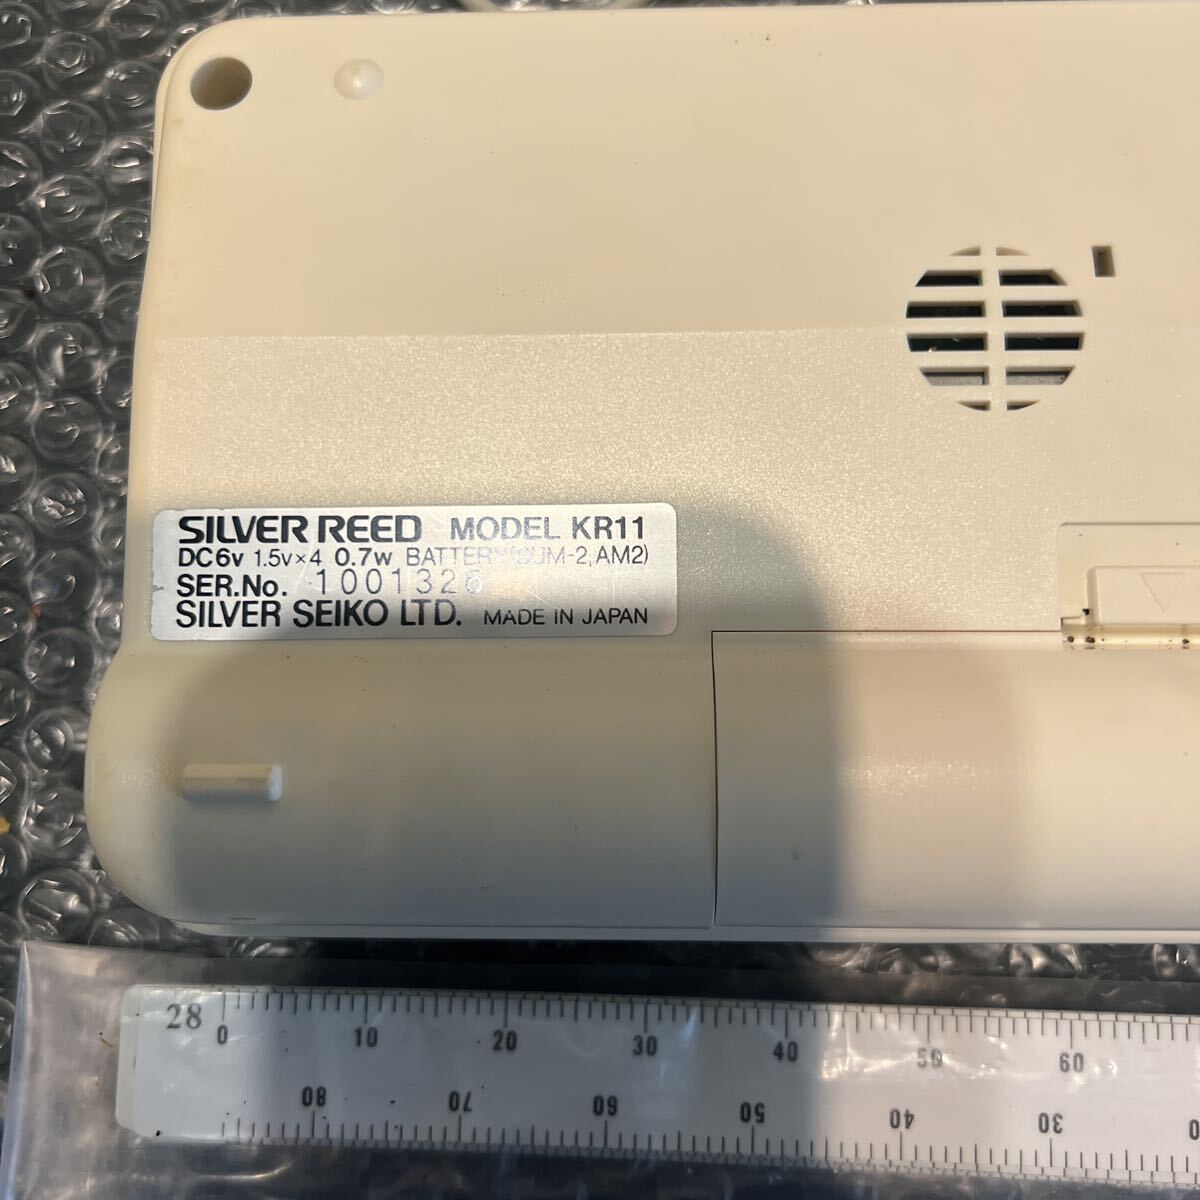 SILVER REED MODEL KR11
DC6v 1.5v×4 0.7w BATTERY(SUM-2,AM2)
SER.No. 1001326
SILVER SEIKO LTD. MADE IN JAPAN
28 0 10 20 30 40 50 60
80 70 60 50 40 30